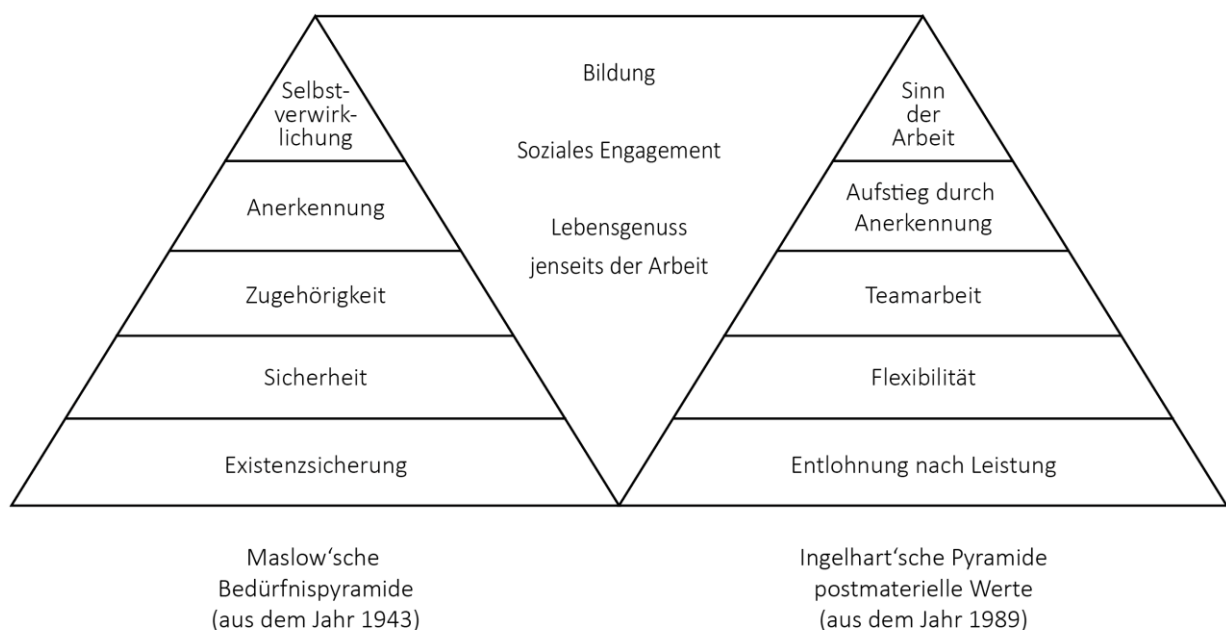 Selbst-
verwirk-
lichung
Anerkennung
Zugehörigkeit
Sicherheit
Existenzsicherung
Bildung
Soziales Engagement
Lebensgenuss
jenseits der Arbeit
Sinn
der
Arbeit
Aufstieg durch
Anerkennung
Teamarbeit
Flexibilität
Entlohnung nach Leistung
Maslow‘sche
Bedürfnispyramide
(aus dem Jahr 1943)
Ingelhart‘sche Pyramide
postmaterielle Werte
(aus dem Jahr 1989)